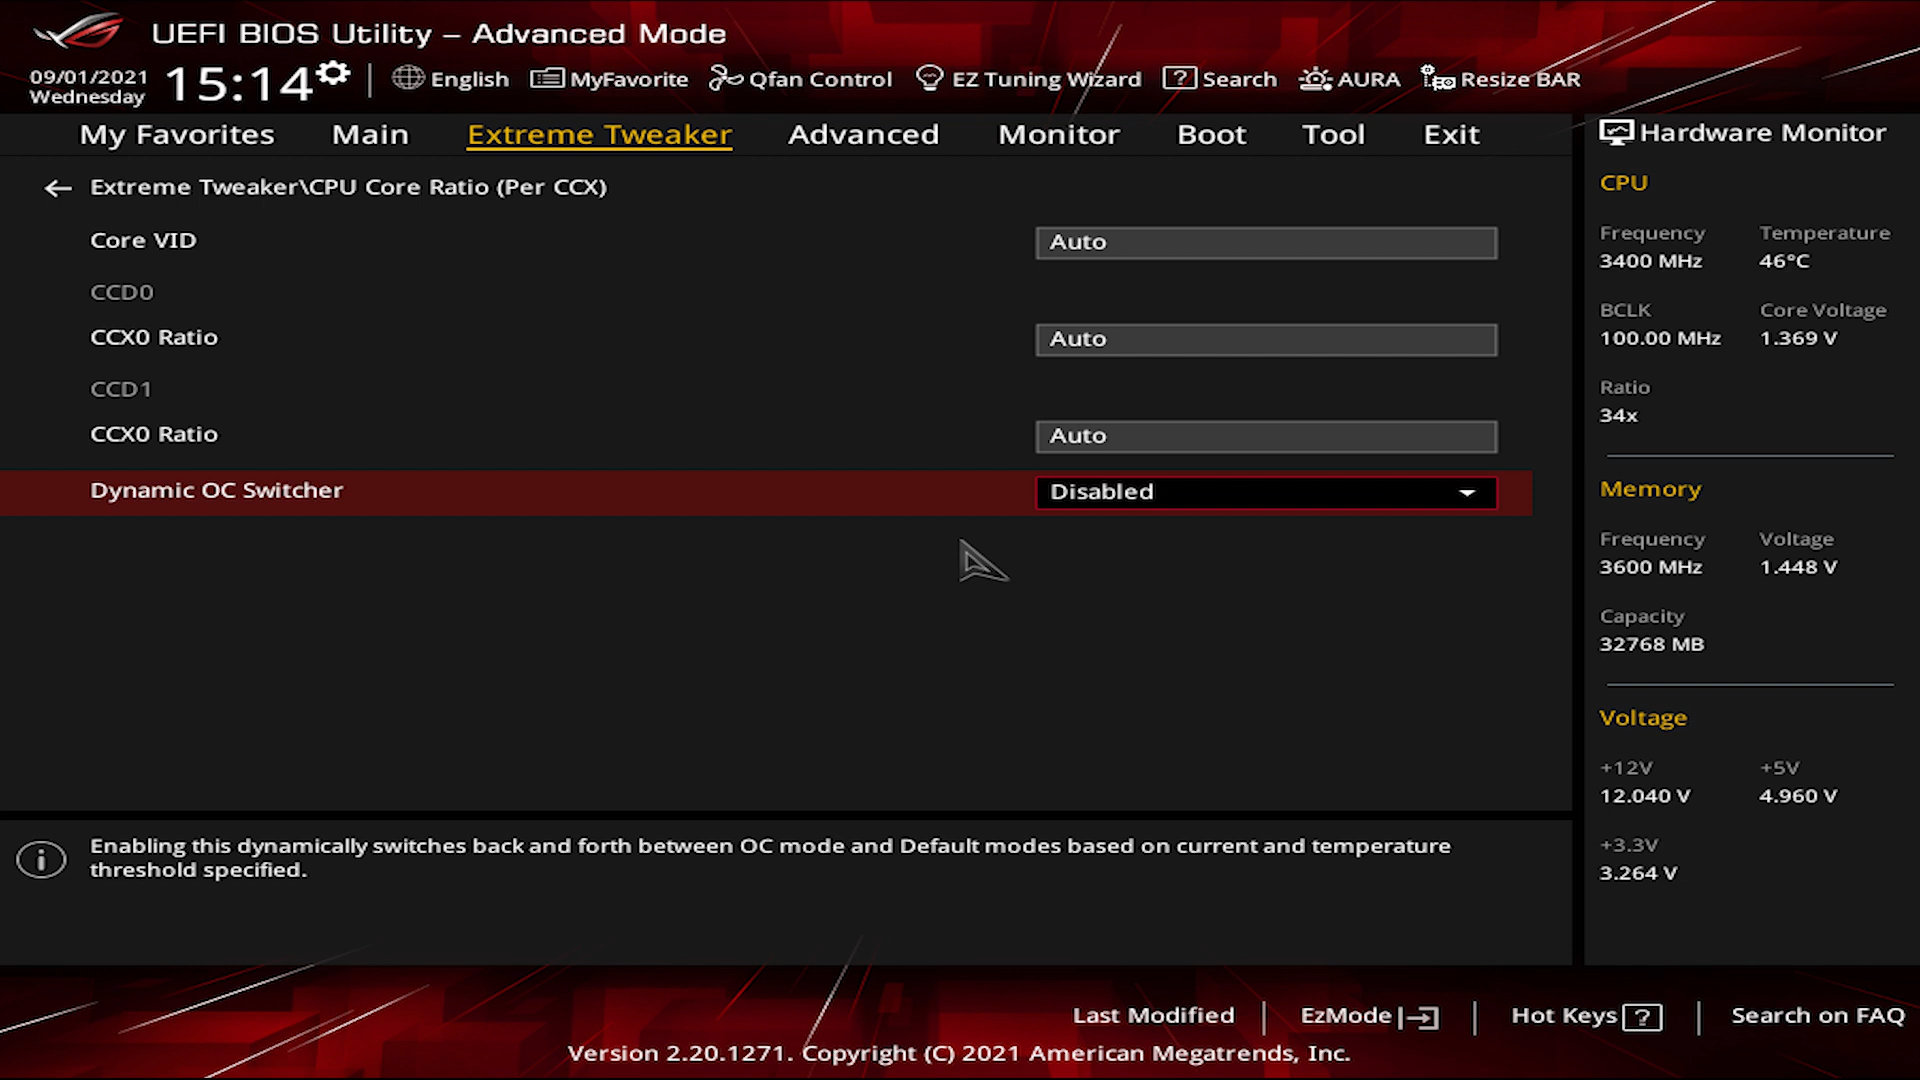 UEFI BIOS Utility – Advanced Mode
09/01/2021
Wednesday
15:14
English
MyFavorite
Qfan Control
EZ Tuning Wizard
? Search
AURA
Resize BAR
My Favorites
Main
Extreme Tweaker
Advanced
Monitor
Boot
Tool
Exit
Extreme Tweaker\CPU Core Ratio (Per CCX)
Core VID
Auto
CCD0
CCX0 Ratio
Auto
CCD1
CCX0 Ratio
Auto
Dynamic OC Switcher
Disabled
Enabling this dynamically switches back and forth between OC mode and Default modes based on current and temperature
threshold specified.
Hardware Monitor
CPU
Frequency Temperature
3400 MHz 46°C
BCLK Core Voltage
100.00 MHz 1.369 V
Ratio
34x
Memory
Frequency Voltage
3600 MHz 1.448 V
Capacity
32768 MB
Voltage
+12V +5V
12.040 V 4.960 V
+3.3V
3.264 V
Last Modified
EzMode
Hot Keys ?
Search on FAQ
Version 2.20.1271. Copyright (C) 2021 American Megatrends, Inc.